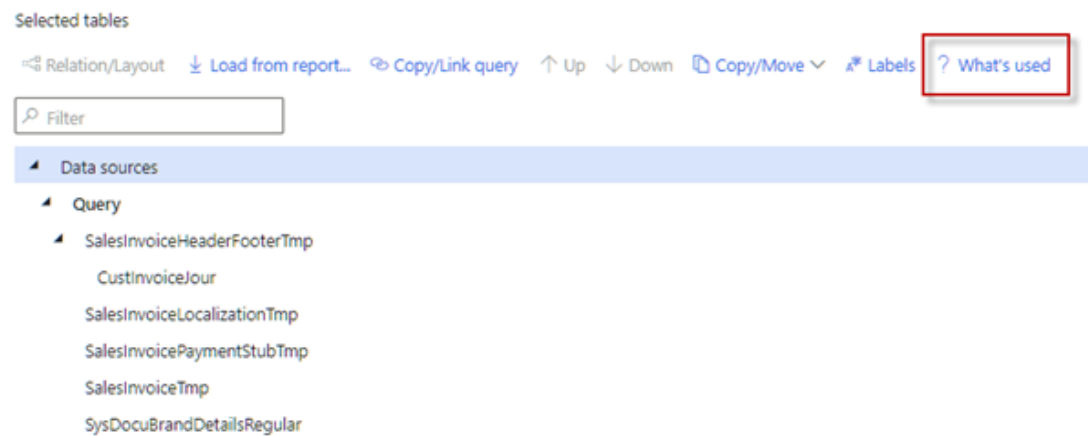 Selected tables
Relation/Layout Load from report... Copy/Link query Up Down Copy/Move Labels ? What's used
Filter
Data sources
Query
SalesInvoiceHeaderFooterTmp
CustInvoiceJour
SalesInvoiceLocalizationTmp
SalesInvoicePaymentStubTmp
SalesInvoiceTmp
SysDocuBrandDetailsRegular